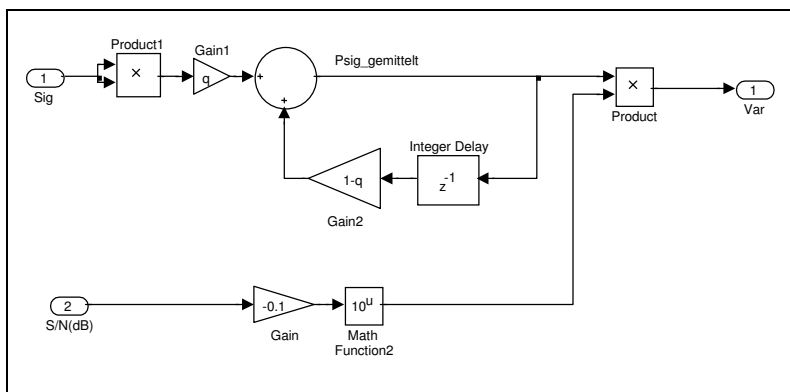 Product1
Gain1
1
Sig
×
q
+
+
Psig_gemittelt
×
Product
1
Var
Integer Delay
1-q
z-1
Gain2
2
S/N(dB)
-0.1
Gain
10u
Math
Function2